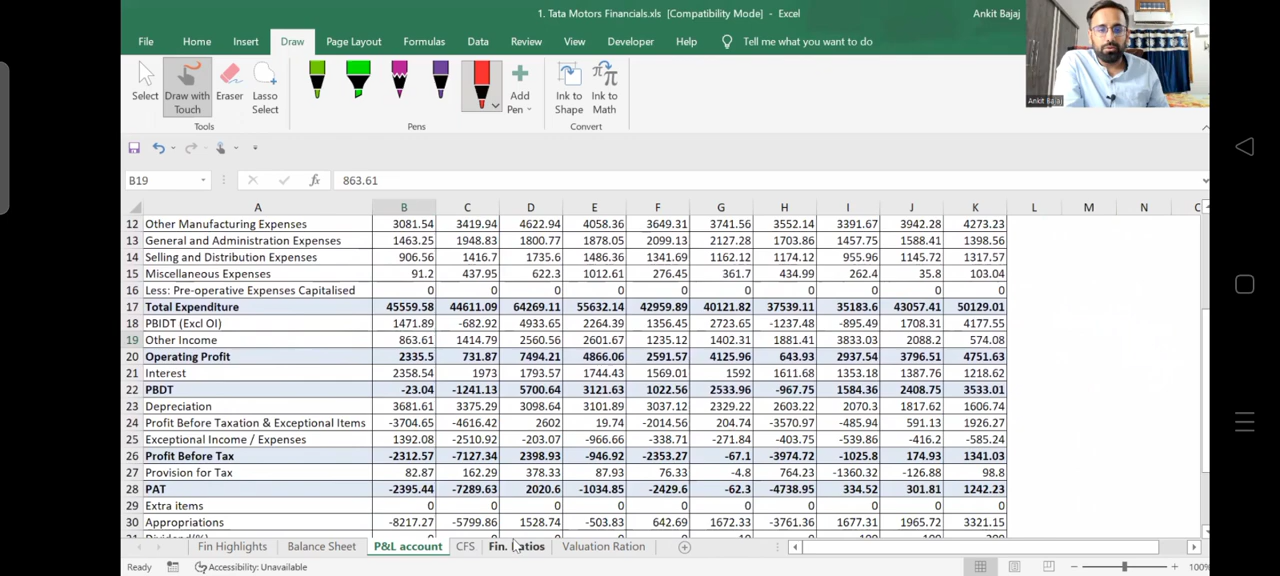 1. Tata Motors Financials.xls [Compatibility Mode] - Excel Ankit Bajaj
File Home Insert Draw Page Layout Formulas Data Review View Developer Help Tell me what you want to do
Select Draw with Touch Eraser Lasso Select Add Pen Ink to Shape Ink to Math
Tools Pens Convert
Ankit Bajaj
B19 fx 863.61
A B C D E F G H I J K L M N
12 Other Manufacturing Expenses 3081.54 3419.94 4622.94 4058.36 3649.31 3741.56 3552.14 3391.67 3942.28 4273.23
13 General and Administration Expenses 1463.25 1948.83 1800.77 1878.05 2099.13 2127.28 1703.86 1457.75 1588.41 1398.56
14 Selling and Distribution Expenses 906.56 1416.7 1735.6 1486.36 1341.69 1162.12 1174.12 955.96 1145.72 1317.57
15 Miscellaneous Expenses 91.2 437.95 622.3 1012.61 276.45 361.7 434.99 262.4 35.8 103.04
16 Less: Pre-operative Expenses Capitalised 0 0 0 0 0 0 0 0 0 0
17 Total Expenditure 45559.58 44611.09 64269.11 55632.14 42959.89 40121.82 37539.11 35183.6 43057.41 50129.01
18 PBIDT (Excl OI) 1471.89 -682.92 4933.65 2264.39 1356.45 2723.65 -1237.48 -895.49 1708.31 4177.55
19 Other Income 863.61 1414.79 2560.56 2601.67 1235.12 1402.31 1881.41 3833.03 2088.2 574.08
20 Operating Profit 2335.5 731.87 7494.21 4866.06 2591.57 4125.96 643.93 2937.54 3796.51 4751.63
21 Interest 2358.54 1973 1793.57 1744.43 1569.01 1592 1611.68 1353.18 1387.76 1218.62
22 PBDT -23.04 -1241.13 5700.64 3121.63 1022.56 2533.96 -967.75 1584.36 2408.75 3533.01
23 Depreciation 3681.61 3375.29 3098.64 3101.89 3037.12 2329.22 2603.22 2070.3 1817.62 1606.74
24 Profit Before Taxation & Exceptional Items -3704.65 -4616.42 2602 19.74 -2014.56 204.74 -3570.97 -485.94 591.13 1926.27
25 Exceptional Income / Expenses 1392.08 -2510.92 -203.07 -966.66 -338.71 -271.84 -403.75 -539.86 -416.2 -585.24
26 Profit Before Tax -2312.57 -7127.34 2398.93 -946.92 -2353.27 -67.1 -3974.72 -1025.8 174.93 1341.03
27 Provision for Tax 82.87 162.29 378.33 87.93 76.33 -4.8 764.23 -1360.32 -126.88 98.8
28 PAT -2395.44 -7289.63 2020.6 -1034.85 -2429.6 -62.3 -4738.95 334.52 301.81 1242.23
29 Extra items 0 0 0 0 0 0 0 0 0 0
30 Appropriations -8217.27 -5799.86 1528.74 -503.83 642.69 1672.33 -3761.36 1677.31 1965.72 3321.15
Fin Highlights Balance Sheet P&L account CFS Fin. Ratios Valuation Ration
Ready Accessibility: Unavailable 100%